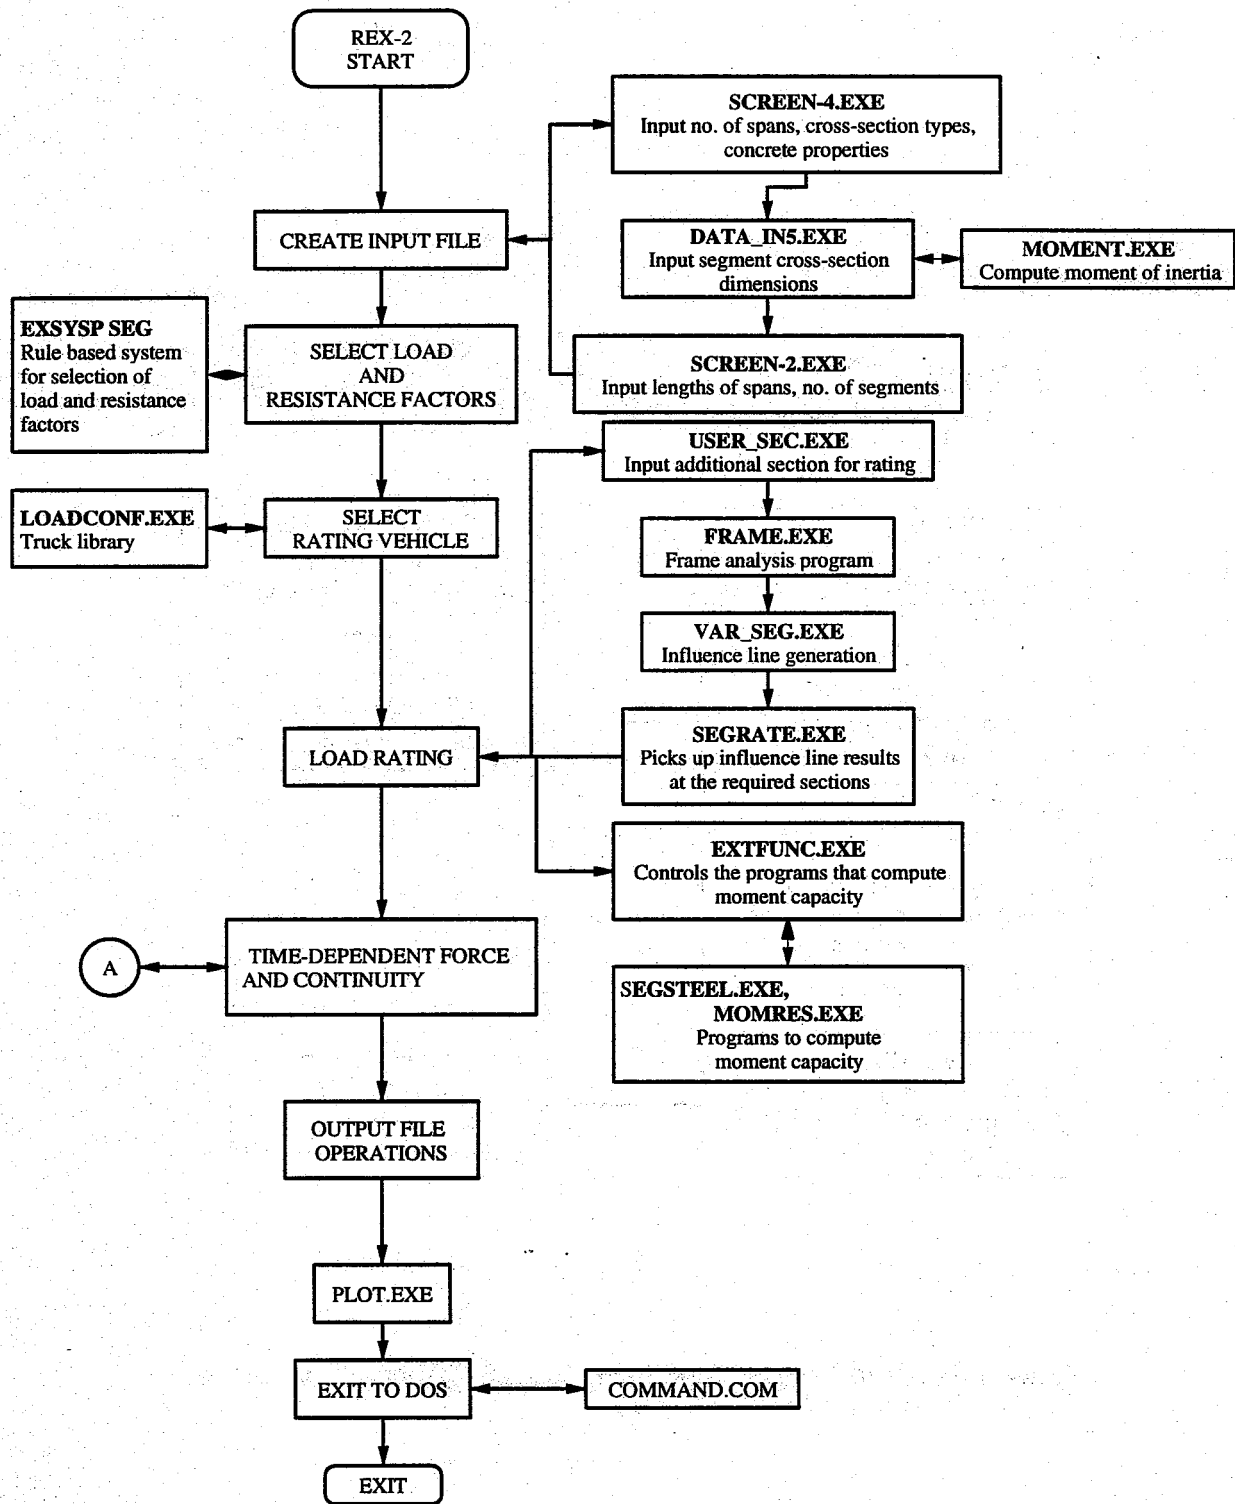 REX-2
START
SCREEN-4.EXE
Input no. of spans, cross-section types,
concrete properties
CREATE INPUT FILE
DATA_IN5.EXE
Input segment cross-section
dimensions
MOMENT.EXE
Compute moment of inertia
EXSYSP SEG
Rule based system
for selection of
load and resistance
factors
SELECT LOAD
AND
RESISTANCE FACTORS
SCREEN-2.EXE
Input lengths of spans, no. of segments
USER_SEC.EXE
Input additional section for rating
LOADCONF.EXE
Truck library
SELECT
RATING VEHICLE
FRAME.EXE
Frame analysis program
VAR_SEG.EXE
Influence line generation
LOAD RATING
SEGRATE.EXE
Picks up influence line results
at the required sections
EXTFUNC.EXE
Controls the programs that compute
moment capacity
A
TIME-DEPENDENT FORCE
AND CONTINUITY
SEGSTEEL.EXE,
MOMRES.EXE
Programs to compute
moment capacity
OUTPUT FILE
OPERATIONS
PLOT.EXE
EXIT TO DOS
COMMAND.COM
EXIT